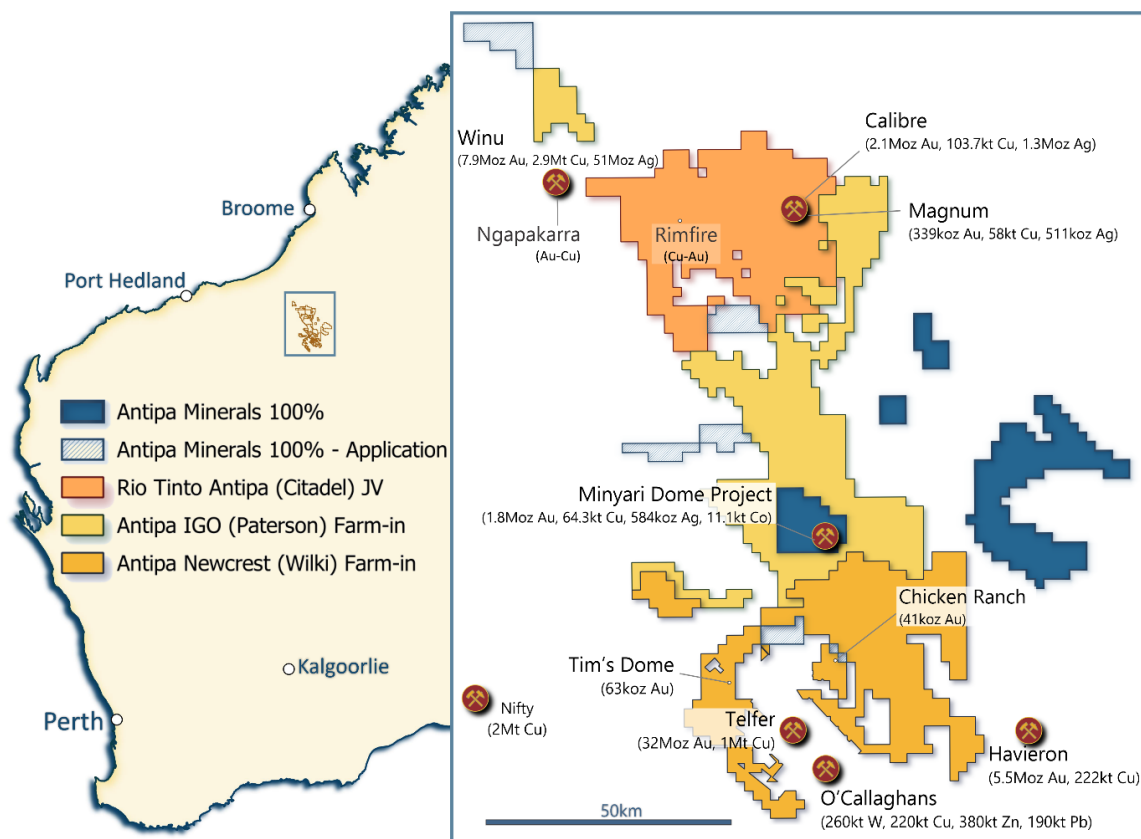 Broome
Port Hedland
Antipa Minerals 100%
Antipa Minerals 100% - Application
Rio Tinto Antipa (Citadel) JV
Antipa IGO (Paterson) Farm-in
Antipa Newcrest (Wilki) Farm-in
Kalgoorlie
Perth
Winu
(7.9Moz Au, 2.9Mt Cu, 51Moz Ag)
Ngapakarra
(Au-Cu)
Rimfire
(Cu-Au)
Calibre
(2.1Moz Au, 103.7kt Cu, 1.3Moz Ag)
Magnum
(339koz Au, 58kt Cu, 511koz Ag)
Minyari Dome Project
(1.8Moz Au, 64.3kt Cu, 584koz Ag, 11.1kt Co)
Chicken Ranch
(41koz Au)
Tim's Dome
(63koz Au)
Nifty
(2Mt Cu)
Telfer
(32Moz Au, 1Mt Cu)
Havieron
(5.5Moz Au, 222kt Cu)
O'Callaghans
(260kt W, 220kt Cu, 380kt Zn, 190kt Pb)
50km